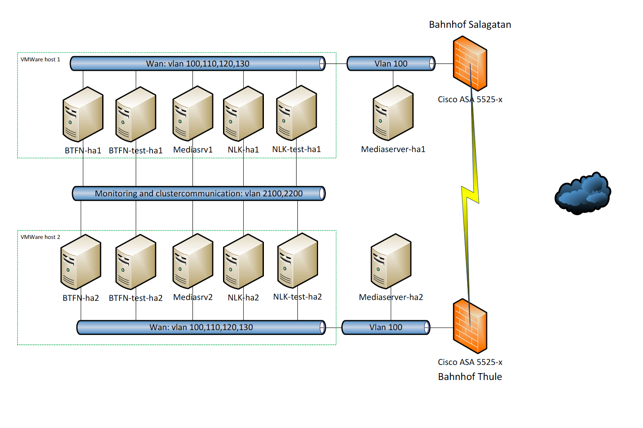 Bahnhof Salagatan
VMWare host 1
Wan: vlan 100,110,120,130
Vlan 100
Cisco ASA 5525-x
BTFN-ha1
BTFN-test-ha1
Mediasrv1
NLK-ha1
NLK-test-ha1
Mediaserver-ha1
Monitoring and clustercommunication: vlan 2100,2200
VMWare host 2
BTFN-ha2
BTFN-test-ha2
Mediasrv2
NLK-ha2
NLK-test-ha2
Mediaserver-ha2
Wan: vlan 100,110,120,130
Vlan 100
Cisco ASA 5525-x
Bahnhof Thule